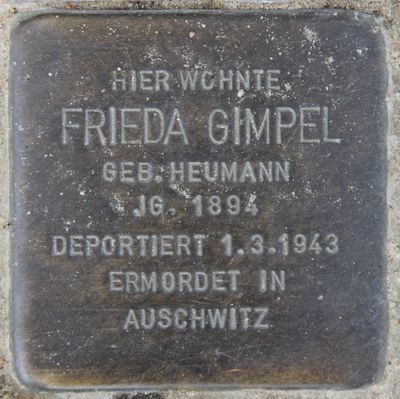 HIER WOHNTE
FRIEDA GIMPEL
GEB. HEUMANN
JG. 1894
DEPORTIERT 1.3.1943
ERMORDET IN
AUSCHWITZ